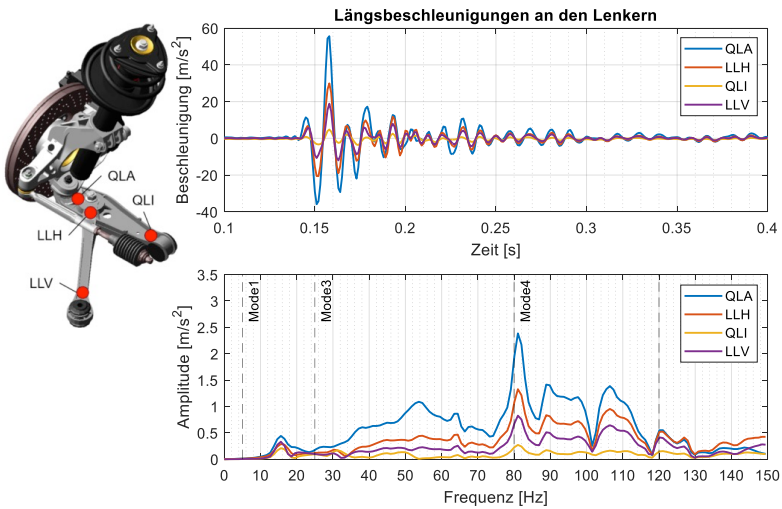 Längsbeschleunigungen an den Lenkern
60
40
20
0
-20
-40
0.1
0.15
0.2
0.25
0.3
0.35
0.4
Beschleunigung [m/s²]
Zeit [s]
QLA
LLH
QLI
LLV
QLA
QLI
LLH
LLV
3.5
3
2.5
2
1.5
1
0.5
0
0
10
20
30
40
50
60
70
80
90
100
110
120
130
140
150
Amplitude [m/s²]
Frequenz [Hz]
Mode1
Mode3
Mode4
QLA
LLH
QLI
LLV